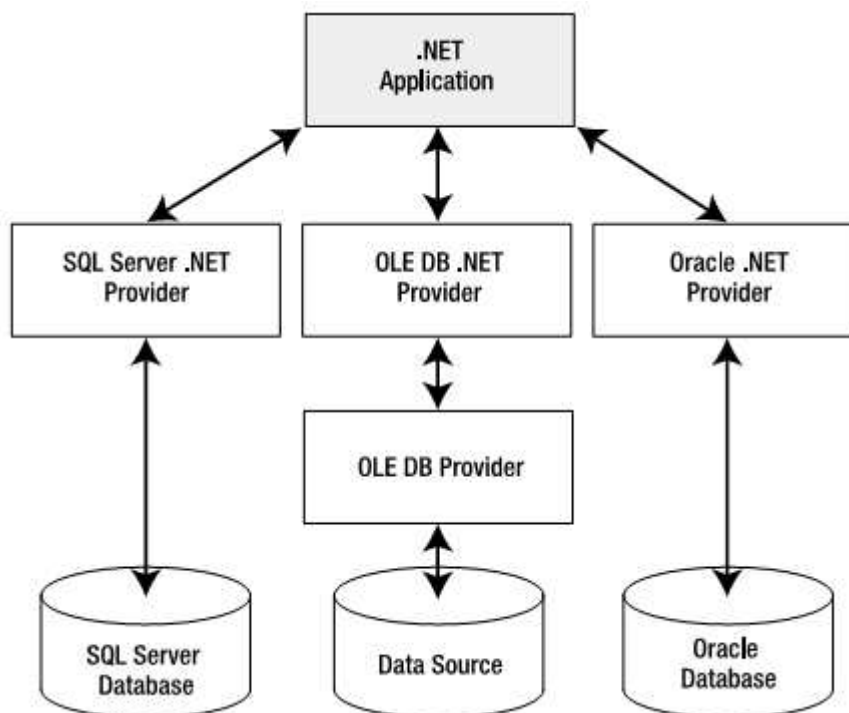 .NET
Application
SQL Server .NET
Provider
OLE DB .NET
Provider
Oracle .NET
Provider
OLE DB Provider
SQL Server
Database
Data Source
Oracle
Database